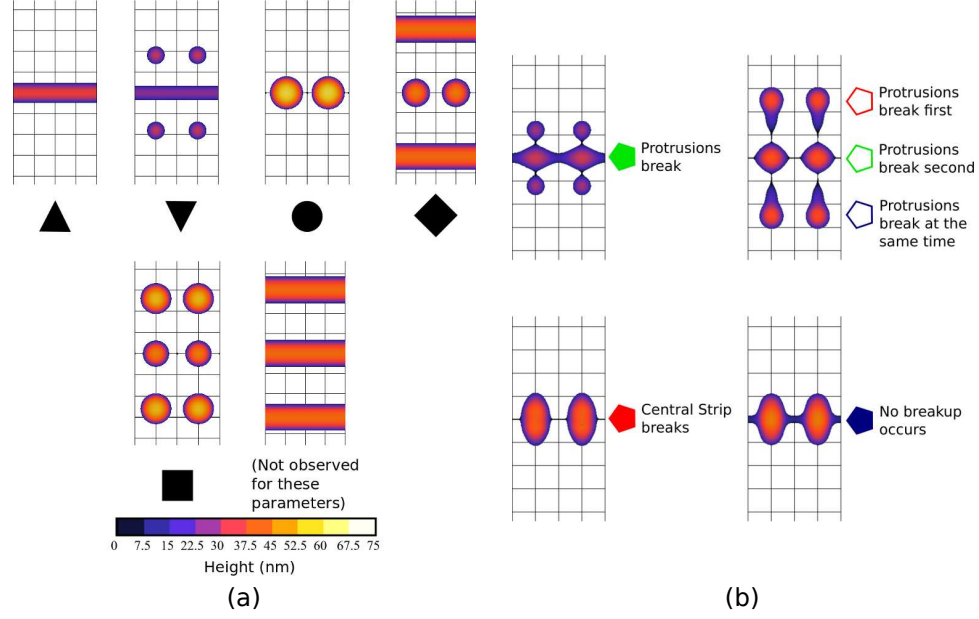 Protrusions
break
Protrusions
break first
Protrusions
break second
Protrusions
break at the
same time
(Not observed
for these
parameters)
Central Strip
breaks
No breakup
occurs
0 7.5 15 22.5 30 37.5 45 52.5 60 67.5 75
Height (nm)
(a)
(b)